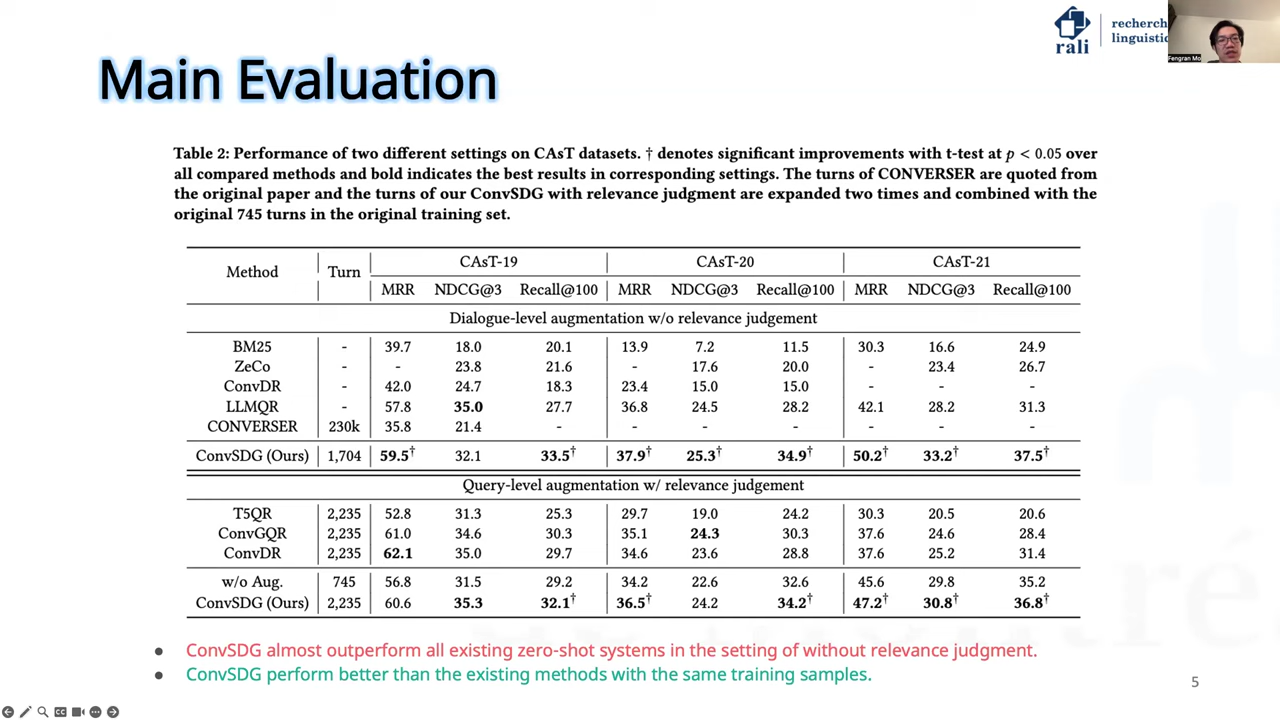 rali
recherch
linguistic
Fengran Mo
Main Evaluation
Table 2: Performance of two different settings on CAsT datasets. † denotes significant improvements with t-test at p < 0.05 over
all compared methods and bold indicates the best results in corresponding settings. The turns of CONVERSER are quoted from
the original paper and the turns of our ConvSDG with relevance judgment are expanded two times and combined with the
original 745 turns in the original training set.
Method Turn CAsT-19 CAsT-20 CAsT-21
MRR NDCG@3 Recall@100 MRR NDCG@3 Recall@100 MRR NDCG@3 Recall@100
Dialogue-level augmentation w/o relevance judgement
BM25 - 39.7 18.0 20.1 13.9 7.2 11.5 30.3 16.6 24.9
ZeCo - - 23.8 21.6 - 17.6 20.0 - 23.4 26.7
ConvDR - 42.0 24.7 18.3 23.4 15.0 15.0 - - -
LLMQR - 57.8 35.0 27.7 36.8 24.5 28.2 42.1 28.2 31.3
CONVERSER 230k 35.8 21.4 - - - - - - -
ConvSDG (Ours) 1,704 59.5† 32.1 33.5† 37.9† 25.3† 34.9† 50.2† 33.2† 37.5†
Query-level augmentation w/ relevance judgement
T5QR 2,235 52.8 31.3 25.3 29.7 19.0 24.2 30.3 20.5 20.6
ConvGQR 2,235 61.0 34.6 30.3 35.1 24.3 30.3 37.6 24.6 28.4
ConvDR 2,235 62.1 35.0 29.7 34.6 23.6 28.8 37.6 25.2 31.4
w/o Aug. 745 56.8 31.5 29.2 34.2 22.6 32.6 45.6 29.8 35.2
ConvSDG (Ours) 2,235 60.6 35.3 32.1† 36.5† 24.2 34.2† 47.2† 30.8† 36.8†
● ConvSDG almost outperform all existing zero-shot systems in the setting of without relevance judgment.
● ConvSDG perform better than the existing methods with the same training samples.
5